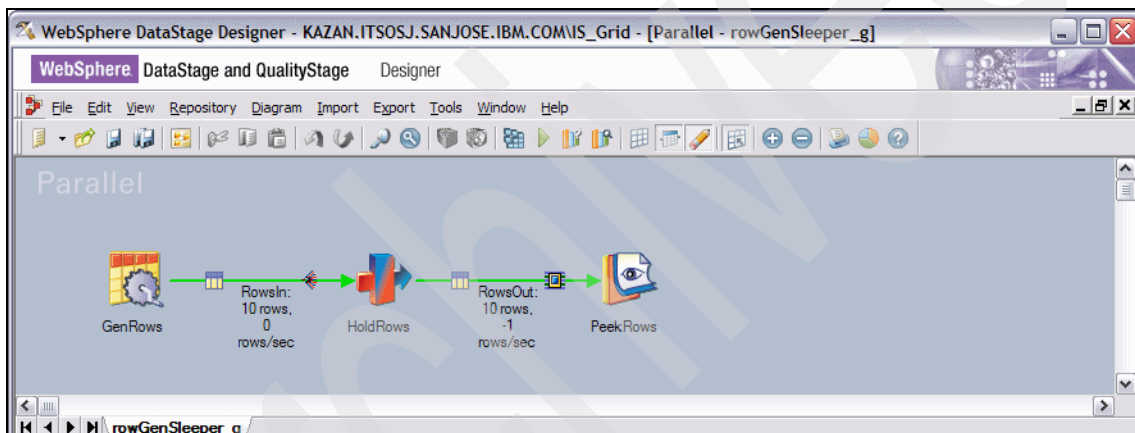 WebSphere DataStage Designer - KAZAN.ITSOSJ.SANJOSE.IBM.COM\IS_Grid - [Parallel - rowGenSleeper_g]
WebSphere. DataStage and QualityStage Designer
File Edit View Repository Diagram Import Export Tools Window Help
Parallel
GenRows
RowsIn:
10 rows,
0
rows/sec
HoldRows
RowsOut:
10 rows,
-1
rows/sec
PeekRows
rowGenSleeper_g